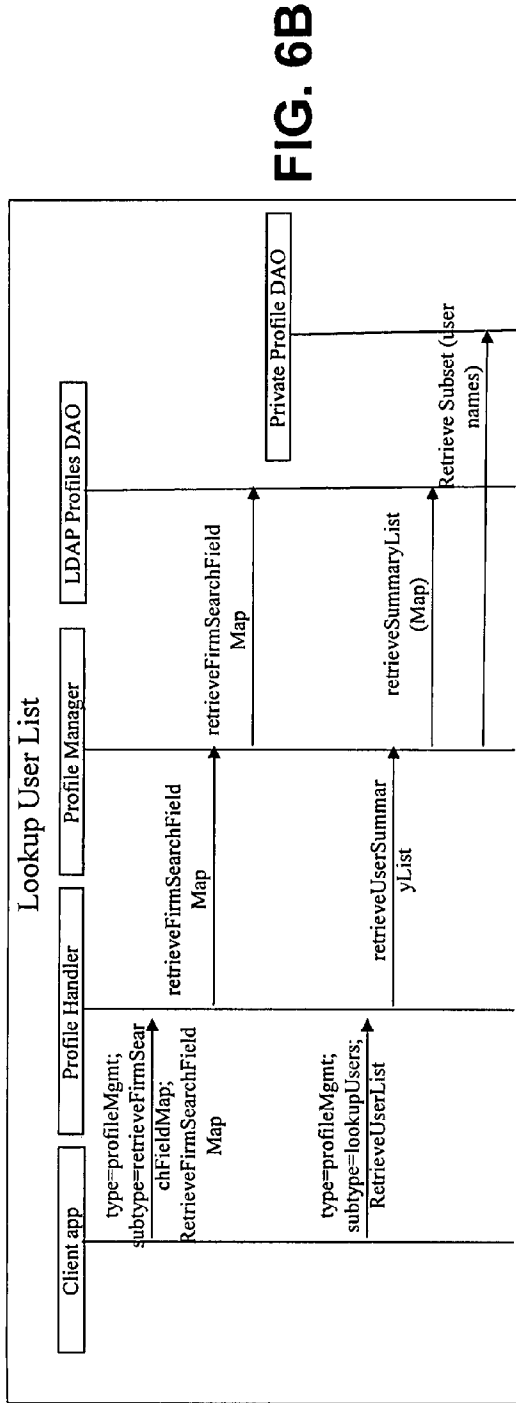 FIG. 6B
Lookup User List
Client app
Profile Handler
Profile Manager
LDAP Profiles DAO
Private Profile DAO
type=profileMgmt;
subtype=retrieveFirmSear
chFieldMap;
RetrieveFirmSearchField
Map
retrieveFirmSearchField
Map
retrieveFirmSearchField
Map
type=profileMgmt;
subtype=lookupUsers;
RetrieveUserList
retrieveUserSummar
yList
retrieveSummaryList
(Map)
Retrieve Subset (user
names)